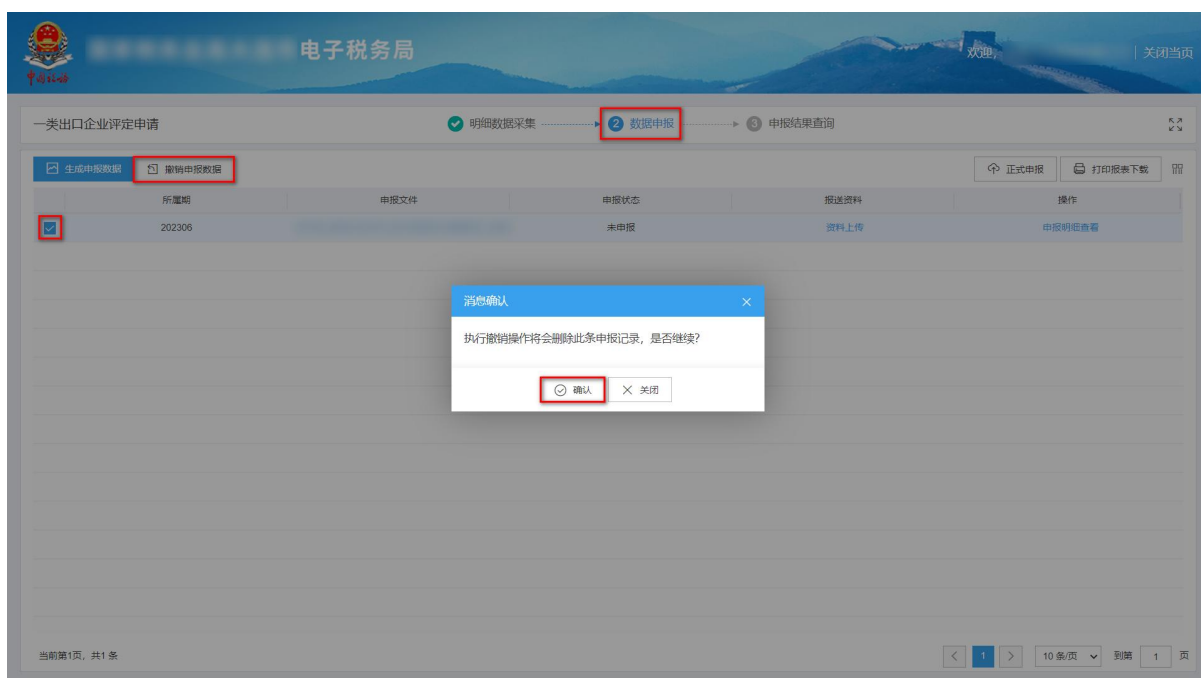 电子税务局
欢迎,
关闭当页
中国税务
一类出口企业评定申请
明细数据采集
2 数据申报
3 申报结果查询
生成申报数据
撤销申报数据
正式申报
打印报表下载
所属期 申报文件 申报状态 报送资料 操作
202306 未申报 资料上传 申报明细查看
消息确认
执行撤销操作将会删除此条申报记录，是否继续？
确认
关闭
当前第1页，共1条
1
10 条/页
到第 1 页